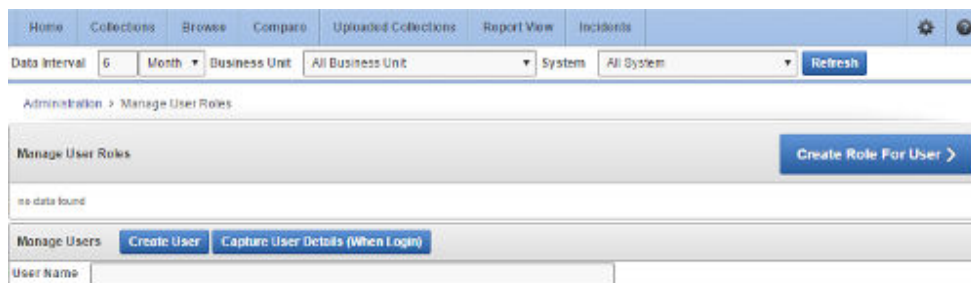 Home Collections Browse Compare Uploaded Collections Report View Incidents
Data Interval 6 Month Business Unit All Business Unit System All System Refresh
Administration > Manage User Roles
Manage User Roles Create Role For User >
no data found
Manage Users Create User Capture User Details (When Login)
User Name